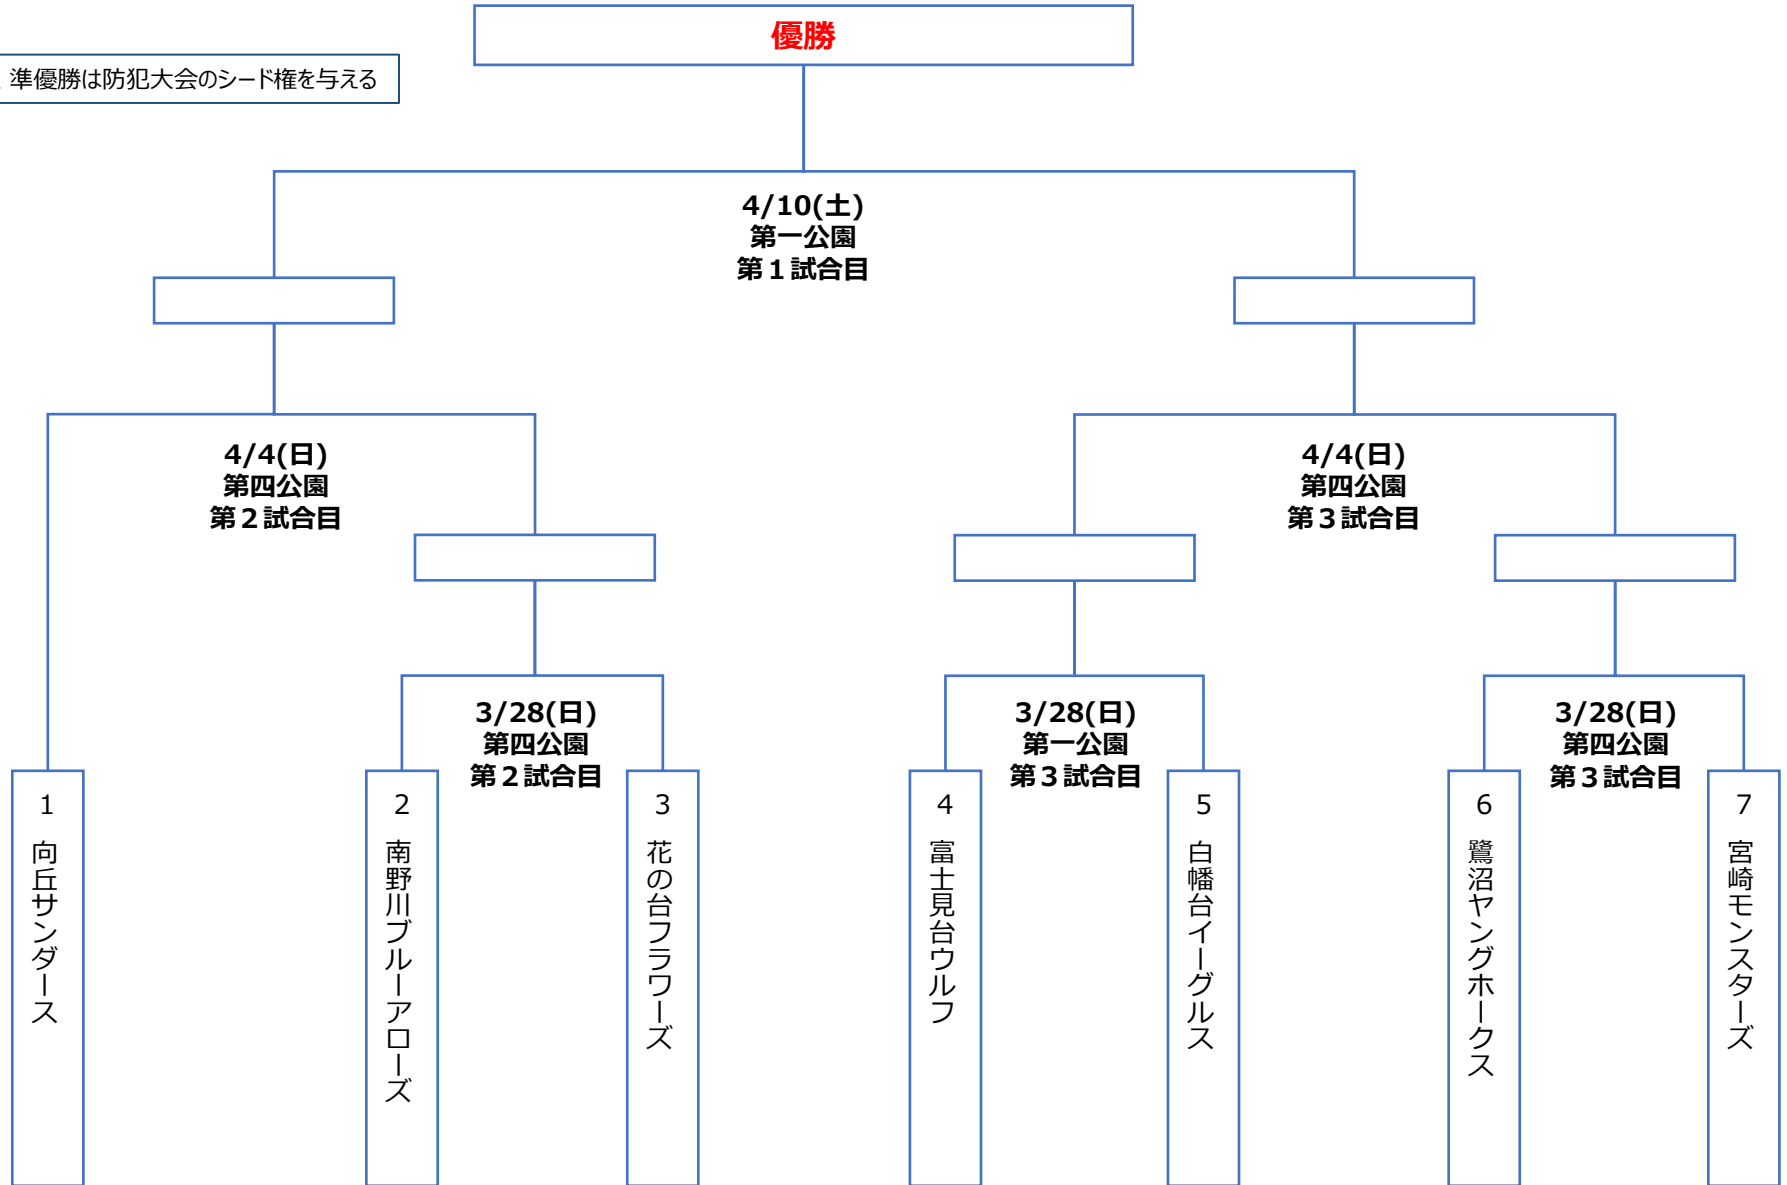 優勝
準優勝は防犯大会のシード権を与える
4/10(土)
第一公園
第１試合目
4/4(日)
第四公園
第２試合目
4/4(日)
第四公園
第３試合目
3/28(日)
第四公園
第２試合目
3/28(日)
第一公園
第３試合目
3/28(日)
第四公園
第３試合目
1 向丘サンダース
2 南野川ブルーアローズ
3 花の台フラワーズ
4 富士見台ウルフ
5 白幡台イーグルス
6 鷺沼ヤングホークス
7 宮崎モンスターズ